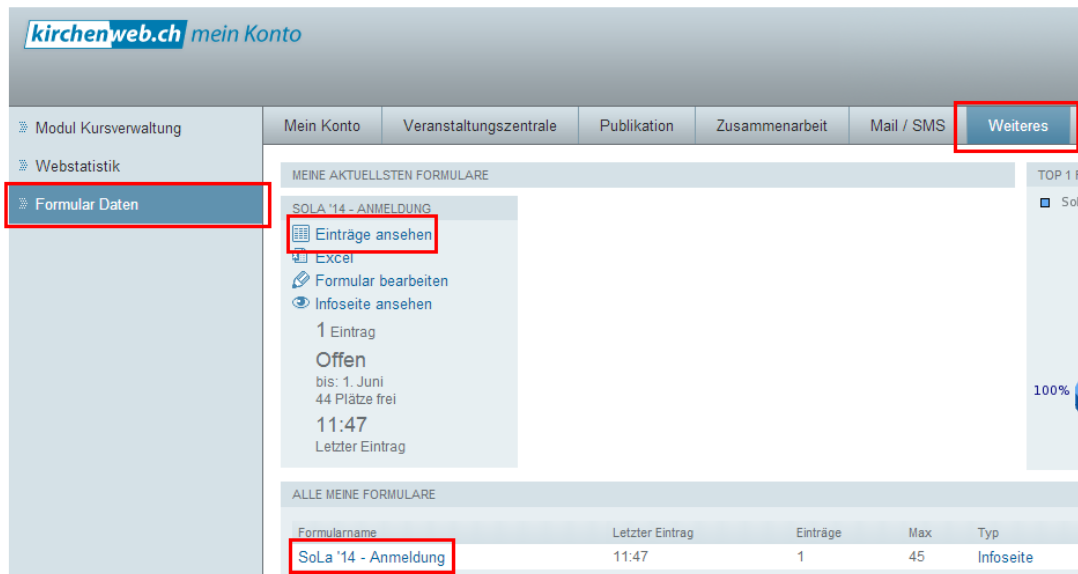 kirchenweb.ch mein Konto
Modul Kursverwaltung
Webstatistik
Formular Daten
Mein Konto Veranstaltungszentrale Publikation Zusammenarbeit Mail / SMS Weiteres
MEINE AKTUELLSTEN FORMULARE
SOLA '14 - ANMELDUNG
Einträge ansehen
Excel
Formular bearbeiten
Infoseite ansehen
1 Eintrag
Offen
bis: 1. Juni
44 Plätze frei
11:47
Letzter Eintrag
TOP 1
100%
ALLE MEINE FORMULARE
Formularname Letzter Eintrag Einträge Max Typ
SoLa '14 - Anmeldung 11:47 1 45 Infoseite